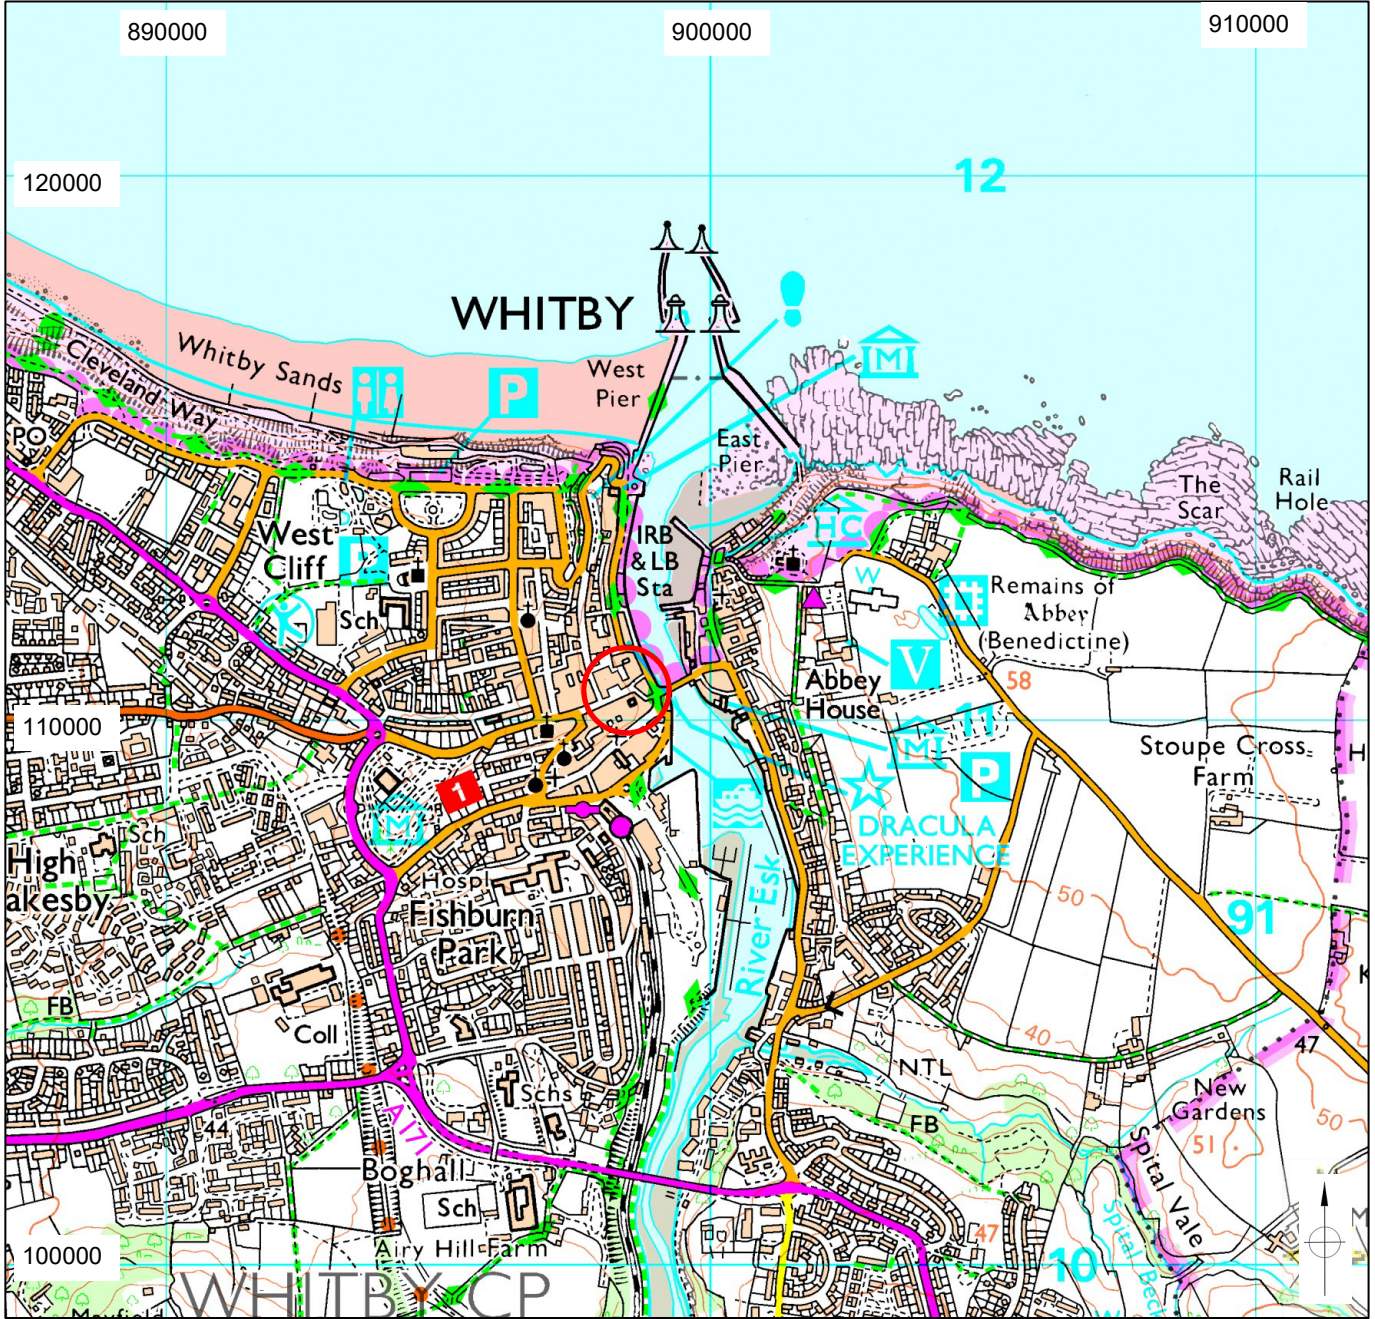 890000
900000
910000
120000
12
WHITBY
Whitby Sands
Cleveland Way
West
Pier
M
P
PO
East
Pier
The
Scar
Rail
Hole
HC
IRB
& LB
Sta
West
Cliff
Sch
W
Remains of
Abbey
(Benedictine)
V
58
Abbey
House
110000
11
M
P
Stoupe Cross
Farm
H
1
M
DRACULA
EXPERIENCE
Sch
High
akesby
Hospl
Fishburn
Park
River Esk
50
91
K
FB
Coll
40
47
NTL
New
Gardens
Schs
FB
50
44
A171
51
Spital Vale
Boghall
Sch
47
Airy Hill Farm
100000
10
Spiral Beck
M
WHITBY CP
W